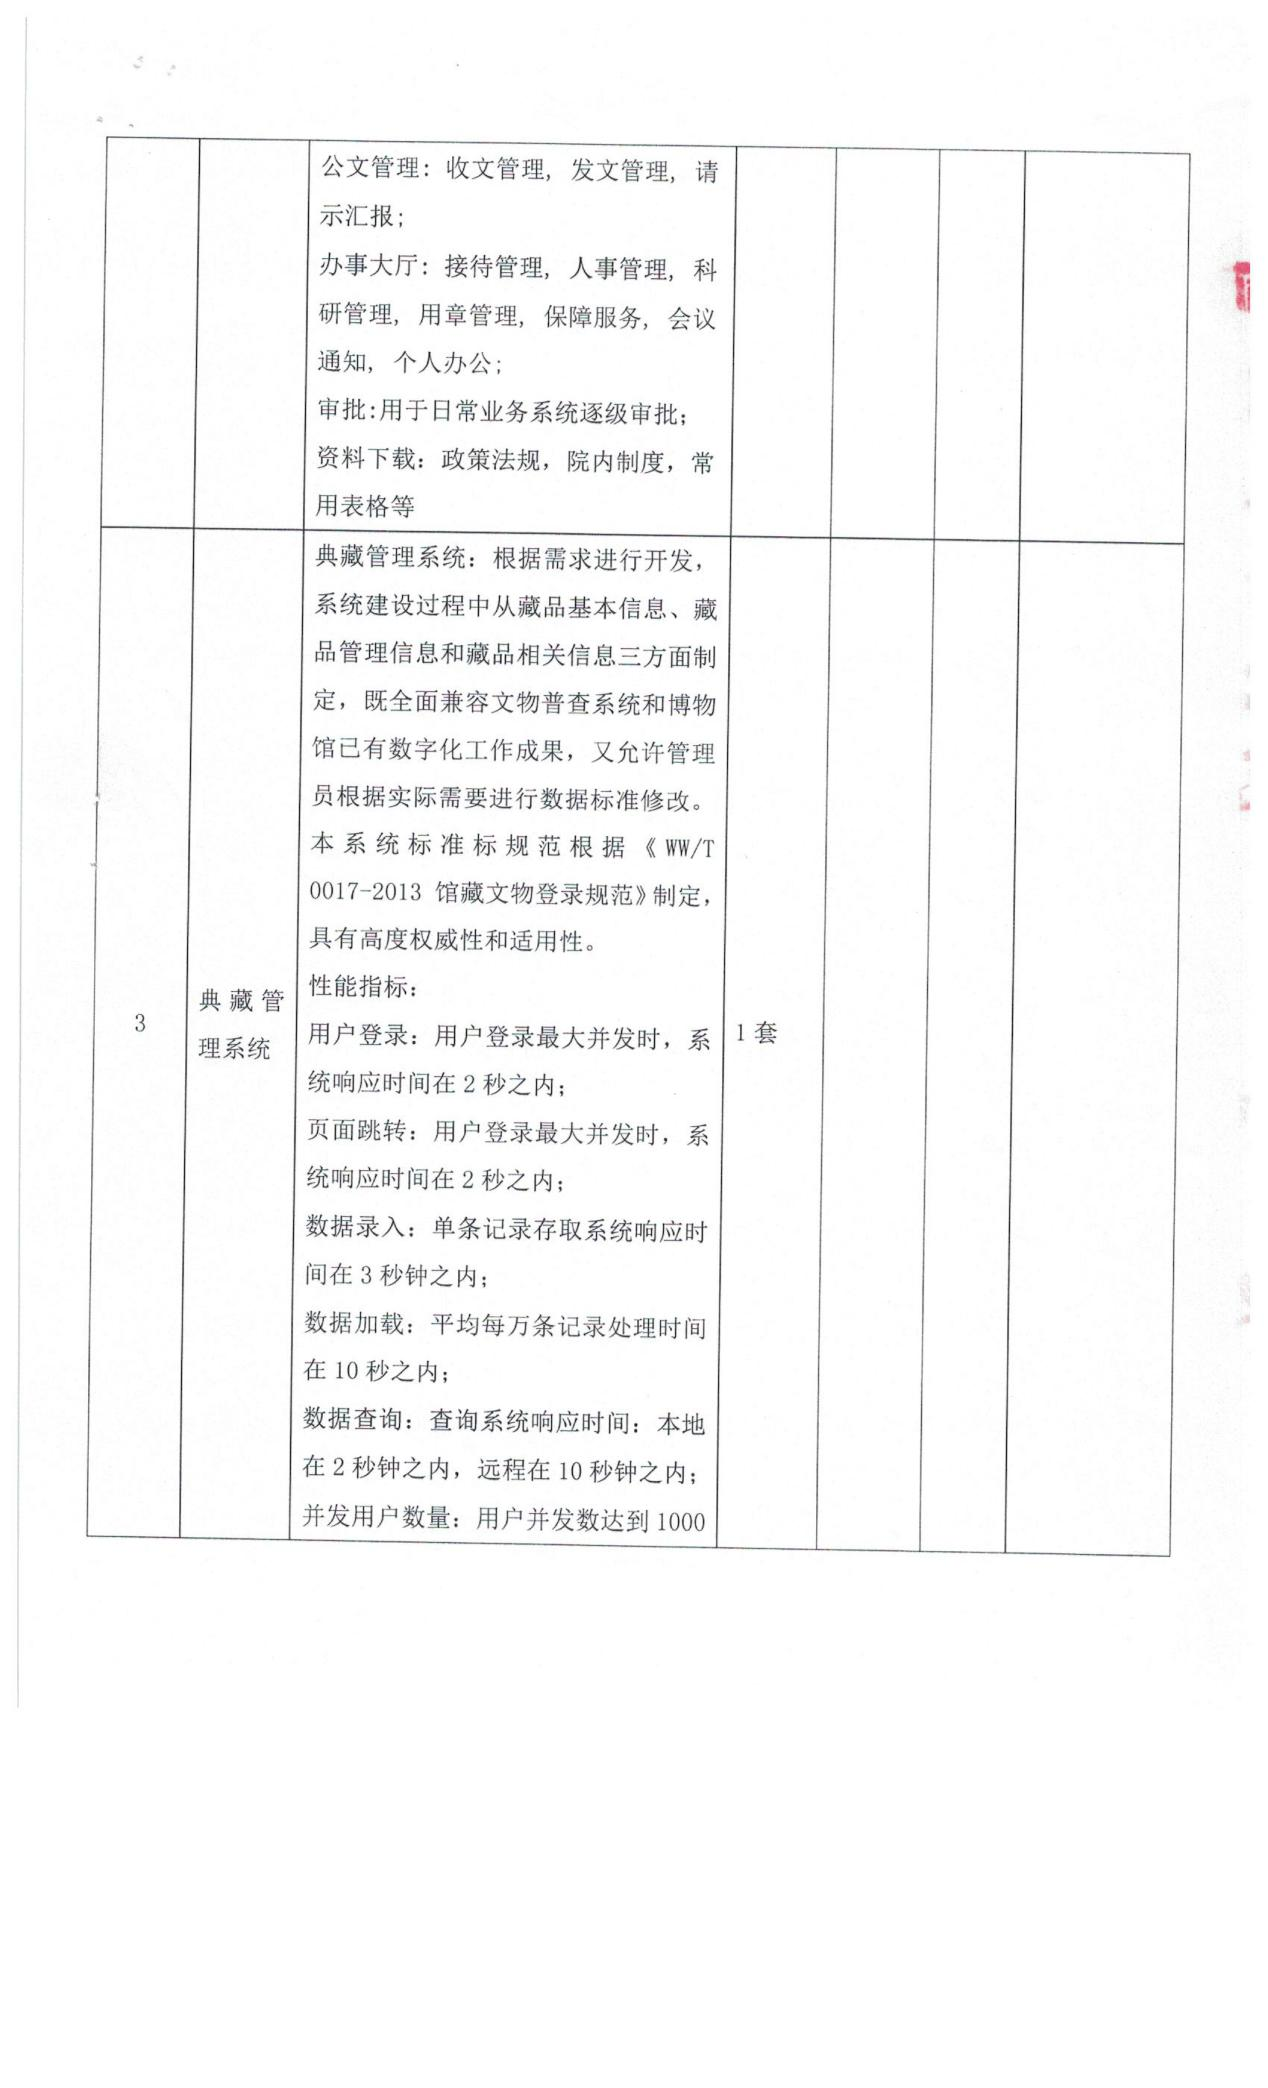 公文管理：收文管理, 发文管理, 请
示汇报;
办事大厅：接待管理, 人事管理, 科
研管理, 用章管理, 保障服务, 会议
通知, 个人办公;
审批:用于日常业务系统逐级审批;
资料下载：政策法规，院内制度，常
用表格等
3
典藏管
理系统
典藏管理系统：根据需求进行开发，
系统建设过程中从藏品基本信息、藏
品管理信息和藏品相关信息三方面制
定，既全面兼容文物普查系统和博物
馆已有数字化工作成果，又允许管理
员根据实际需要进行数据标准修改。
本系统标准标规范根据《WW/T
0017-2013 馆藏文物登录规范》制定，
具有高度权威性和适用性。
性能指标：
用户登录：用户登录最大并发时，系
统响应时间在 2 秒之内；
页面跳转：用户登录最大并发时，系
统响应时间在 2 秒之内；
数据录入：单条记录存取系统响应时
间在 3 秒钟之内；
数据加载：平均每万条记录处理时间
在 10 秒之内；
数据查询：查询系统响应时间：本地
在 2 秒钟之内，远程在 10 秒钟之内；
并发用户数量：用户并发数达到 1000
1 套